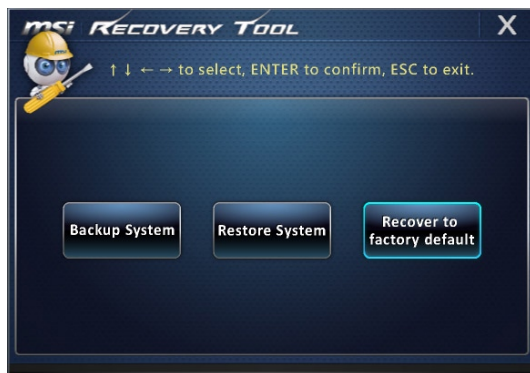 msi RECOVERY TOOL X
↑ ↓ ← → to select, ENTER to confirm, ESC to exit.
Backup System
Restore System
Recover to
factory default